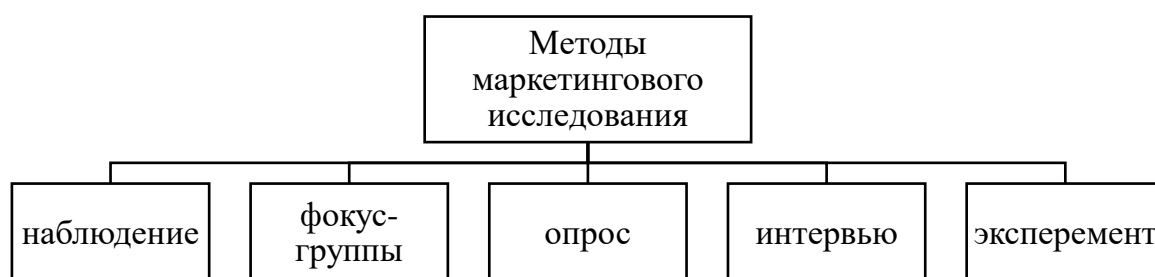 Методы
маркетингового
исследования
наблюдение
фокус-
группы
опрос
интервью
эксперемент